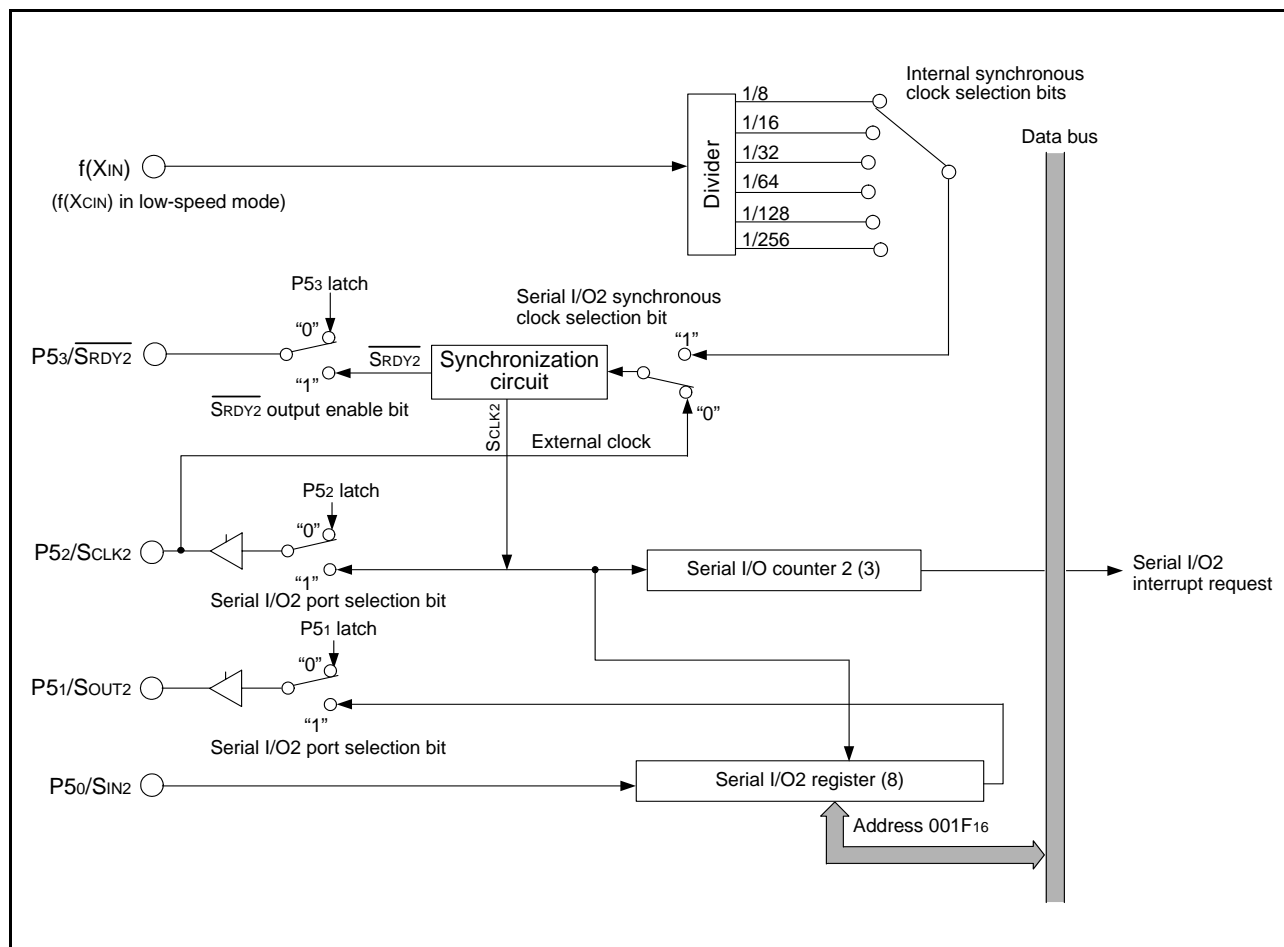 Internal synchronous
clock selection bits
1/8
1/16
1/32
1/64
1/128
1/256
Divider
Data bus
f(XIN)
(f(XCIN) in low-speed mode)
P53 latch
Serial I/O2 synchronous
clock selection bit
“0”
“1”
P53/SRDY2
SRDY2
Synchronization
circuit
“1”
“0”
SRDY2 output enable bit
SCLK2
External clock
P52 latch
“0”
P52/SCLK2
“1”
Serial I/O2 port selection bit
Serial I/O counter 2 (3)
Serial I/O2
interrupt request
P51 latch
“0”
P51/SOUT2
“1”
Serial I/O2 port selection bit
P50/SIN2
Serial I/O2 register (8)
Address 001F16